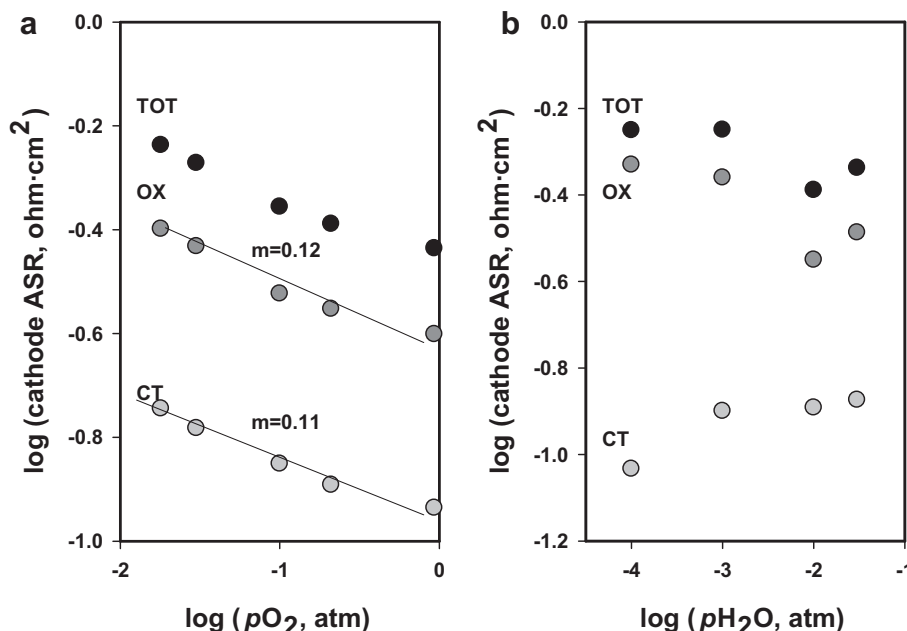 a
log (cathode ASR, ohm·cm²)
0.0
-0.2
-0.4
-0.6
-0.8
-1.0
TOT
OX
m=0.12
CT
m=0.11
-2
-1
0
log (pO₂, atm)
b
log (cathode ASR, ohm·cm²)
0.0
-0.2
-0.4
-0.6
-0.8
-1.0
-1.2
TOT
OX
CT
-4
-3
-2
-1
log (pH₂O, atm)